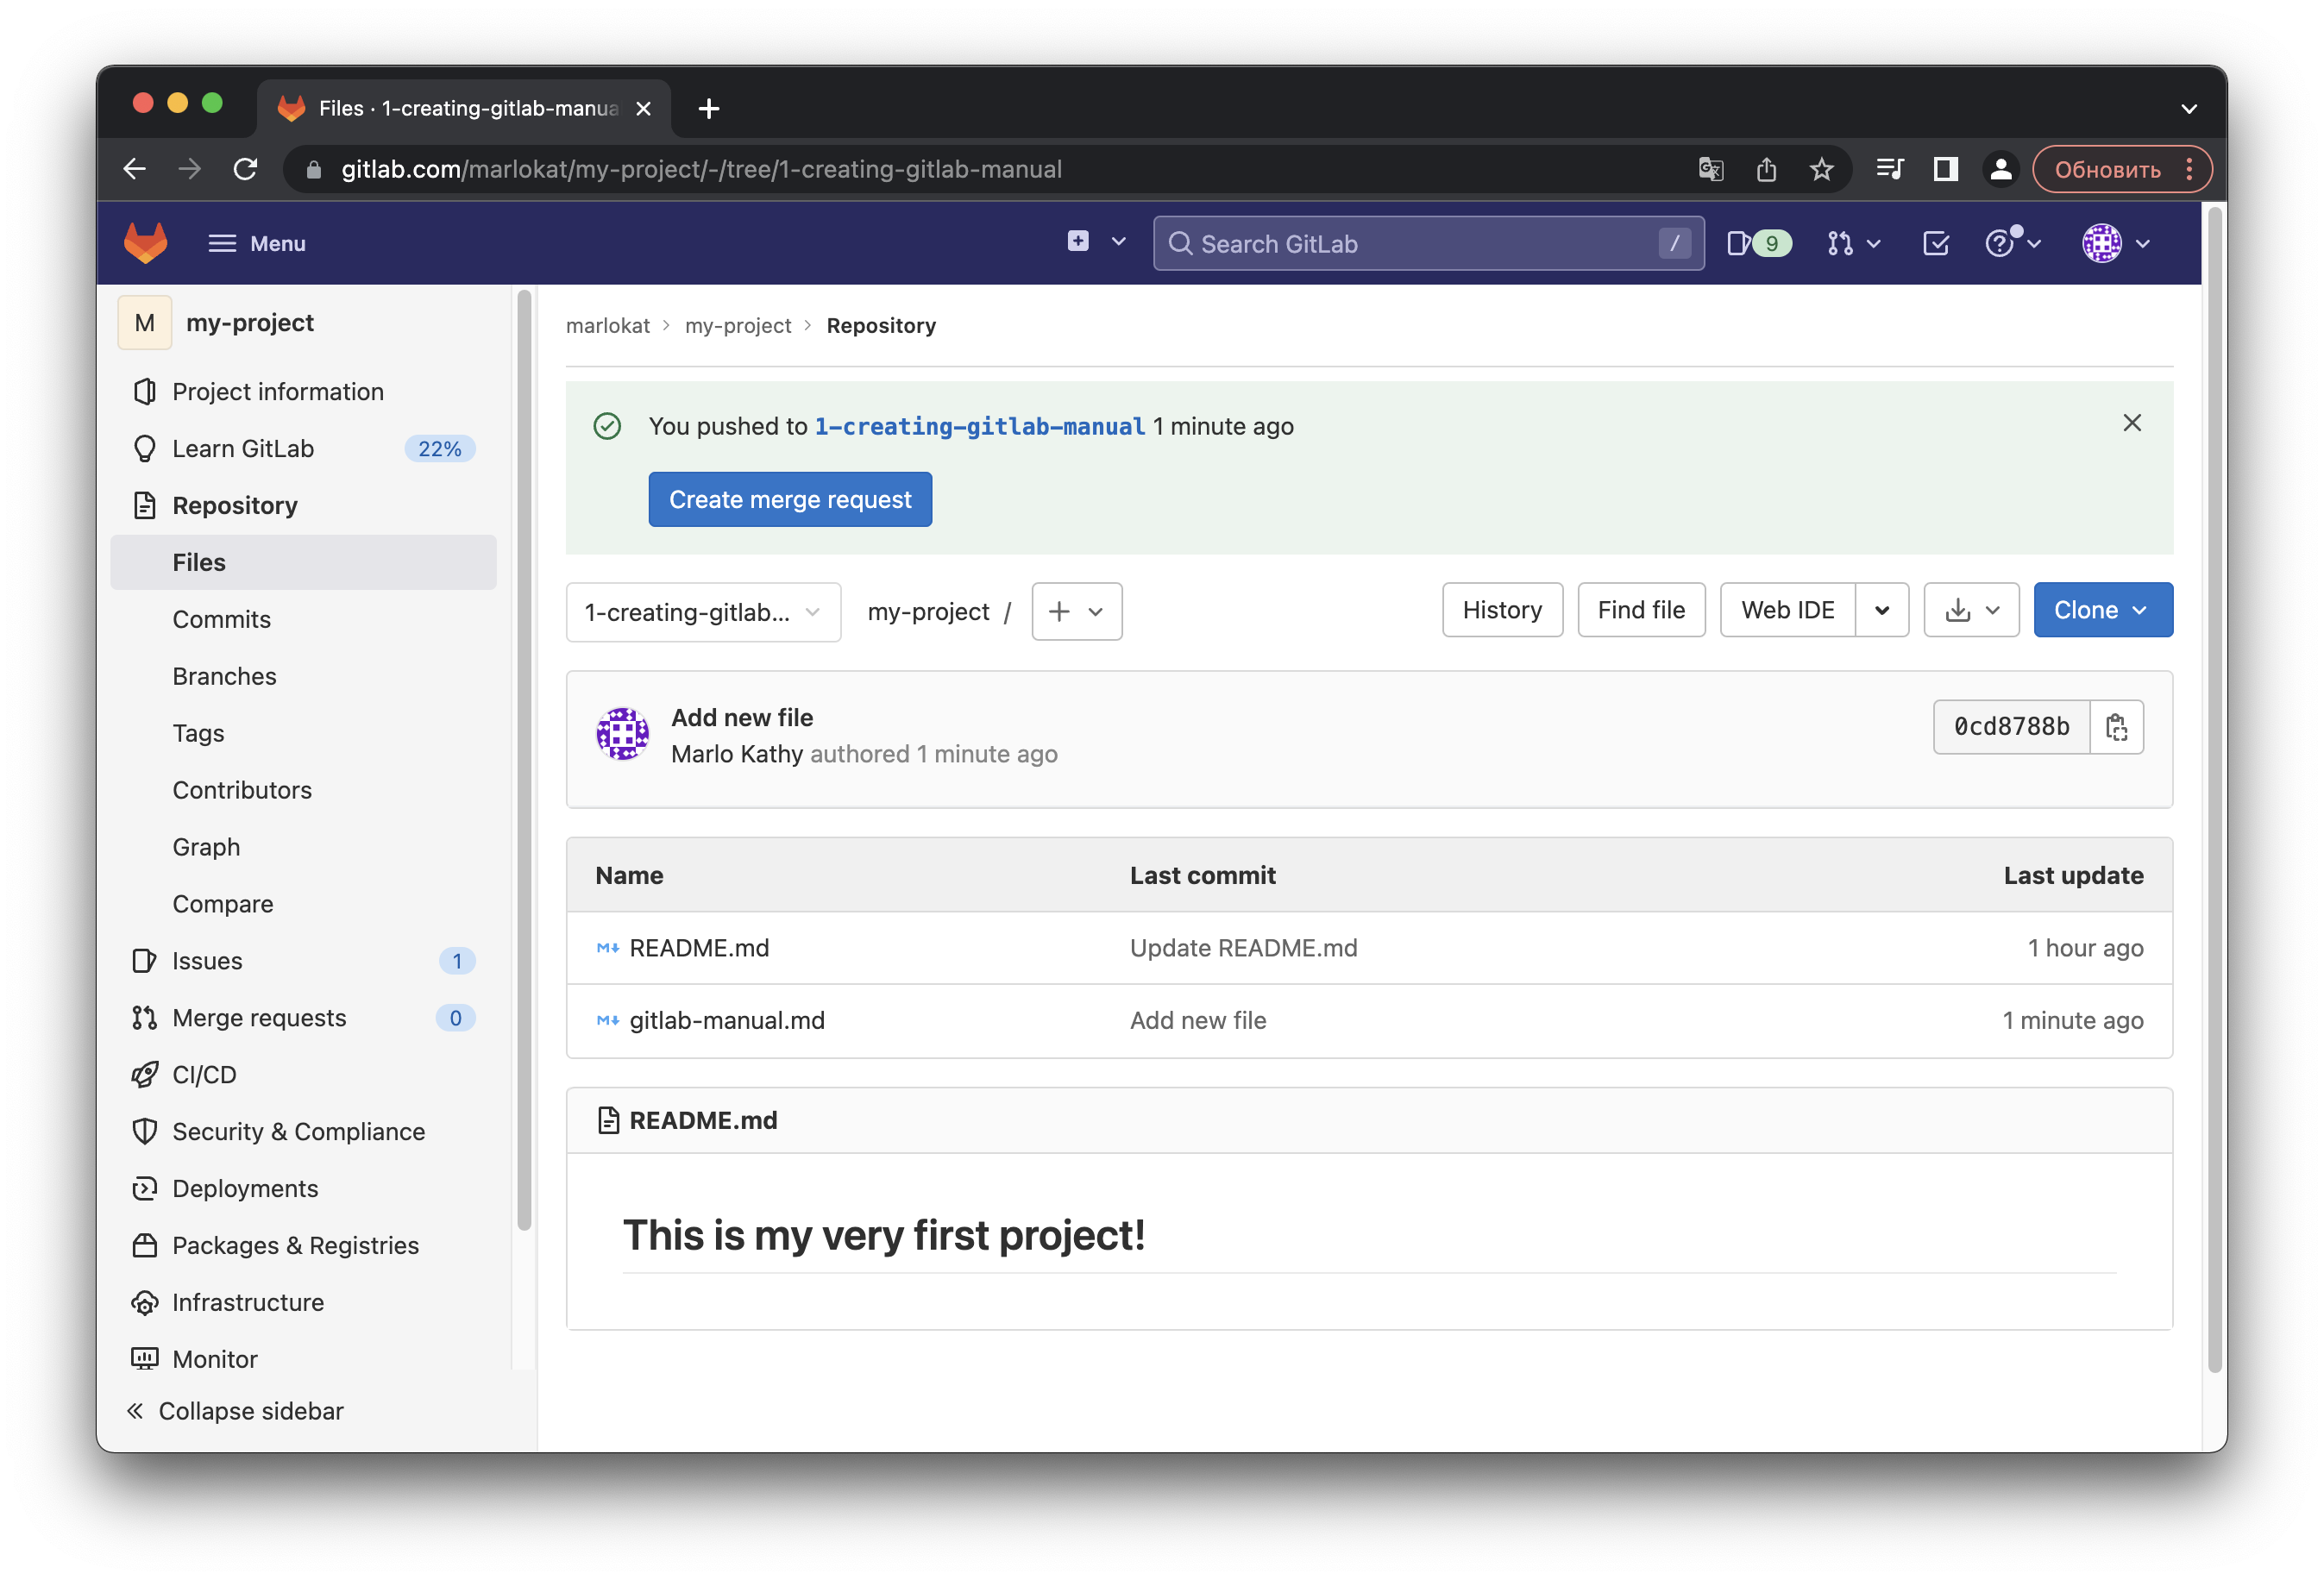 Files · 1-creating-gitlab-manua
gitlab.com/marlokat/my-project/-/tree/1-creating-gitlab-manual
Обновить
Menu
Search GitLab
/
9
M
my-project
Project information
Learn GitLab
22%
Repository
Files
Commits
Branches
Tags
Contributors
Graph
Compare
Issues
1
Merge requests
0
CI/CD
Security & Compliance
Deployments
Packages & Registries
Infrastructure
Monitor
Collapse sidebar
marlokat > my-project > Repository
You pushed to 1-creating-gitlab-manual 1 minute ago
Create merge request
1-creating-gitlab...
my-project /
History
Find file
Web IDE
Clone
Add new file
Marlo Kathy authored 1 minute ago
0cd8788b
Name Last commit Last update
README.md Update README.md 1 hour ago
gitlab-manual.md Add new file 1 minute ago
README.md
This is my very first project!